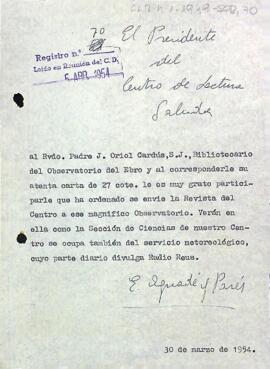 70
Registro n.º
Leído en Reunión del C. D.
5 ABR. 1954
El Presidente
del
Centro de Lectura
Saluda
al Rvdo. Padre J. Oriol Cardús,S.J.,Bibliotecario
del Observatorio del Ebro y al corresponderle su
atenta carta de 27 cote. le es muy grato partici-
parle que ha ordenado se envie la Revista del
Centro a ese magnífico Observatorio. Verán en
ella como la Sección de Ciencias de nuestro Cen-
tro se ocupa también del servicio metereológico,
cuyo parte diario divulga Radio Reus.
E. Aguadé y Parés
30 de marzo de 1954.